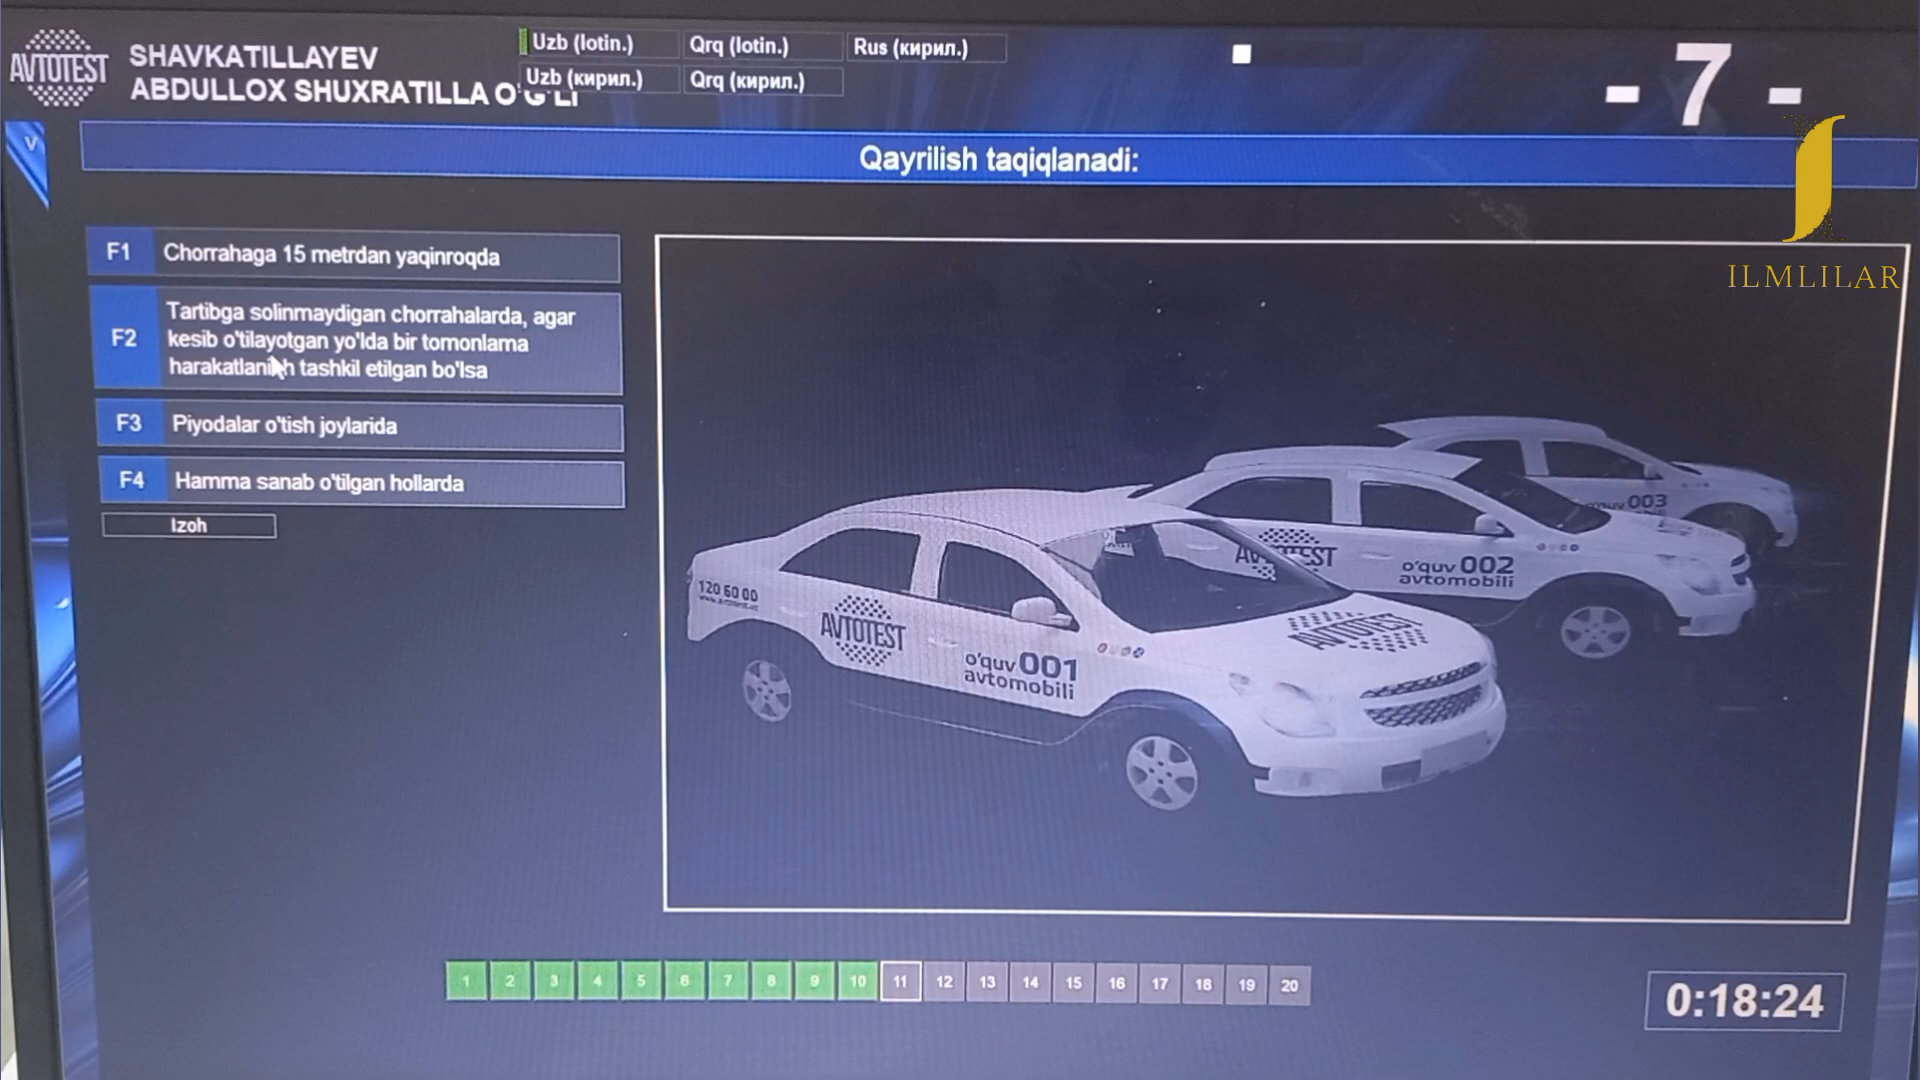 AVTOTEST
SHAVKATILLAYEV
ABDULLOX SHUXRATILLA O'G'LI
Uzb (lotin.)
Qrq (lotin.)
Rus (кирил.)
Uzb (кирил.)
Qrq (кирил.)
- 7 -
V
Qayrilish taqiqlanadi:
ILMLILAR
F1 Chorrahaga 15 metrdan yaqinroqda
F2 Tartibga solinmaydigan chorrahalarda, agar
kesib o'tilayotgan yo'lda bir tomonlama
harakatlanish tashkil etilgan bo'lsa
F3 Piyodalar o'tish joylarida
F4 Hamma sanab o'tilgan hollarda
Izoh
003
AVTOTEST
o'quv 002
avtomobili
120 60 00
AVTOTEST
o'quv 001
avtomobili
AVTOTEST
1 2 3 4 5 6 7 8 9 10 11 12 13 14 15 16 17 18 19 20
0:18:24